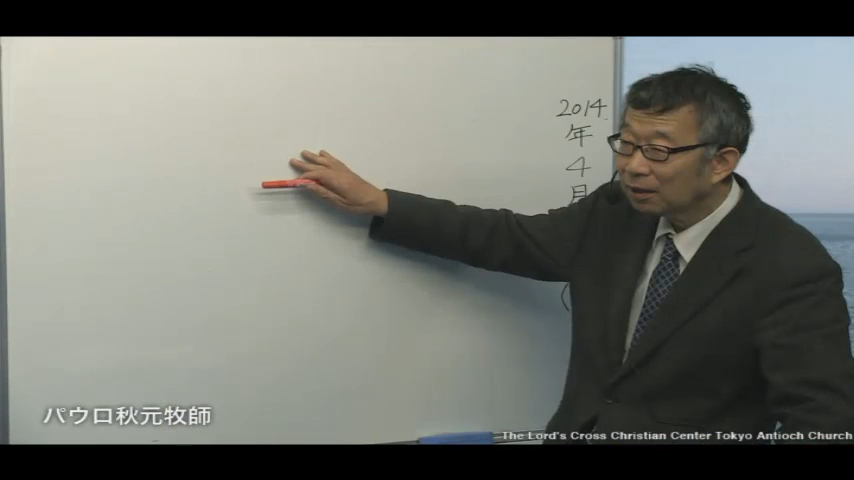 2014
年
4
月
パウロ秋元牧師
The Lord's Cross Christian Center Tokyo Antioch Church